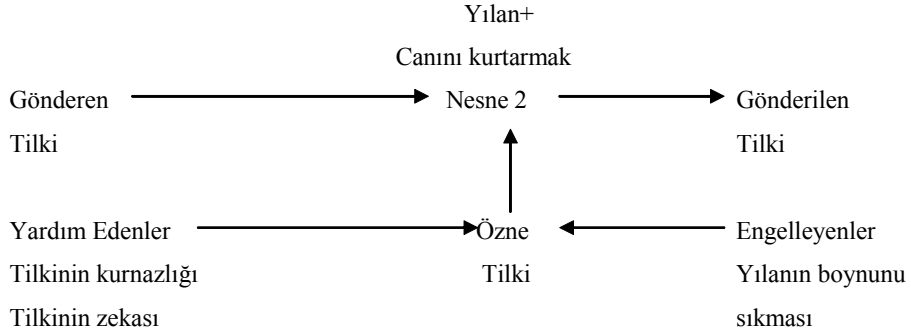 Yılan+
Canını kurtarmak
Gönderen Nesne 2 Gönderilen
Tilki Tilki
Yardım Edenler Özne Engelleyenler
Tilkinin kurnazlığı Tilki Yılanın boynunu
Tilkinin zekası sıkması